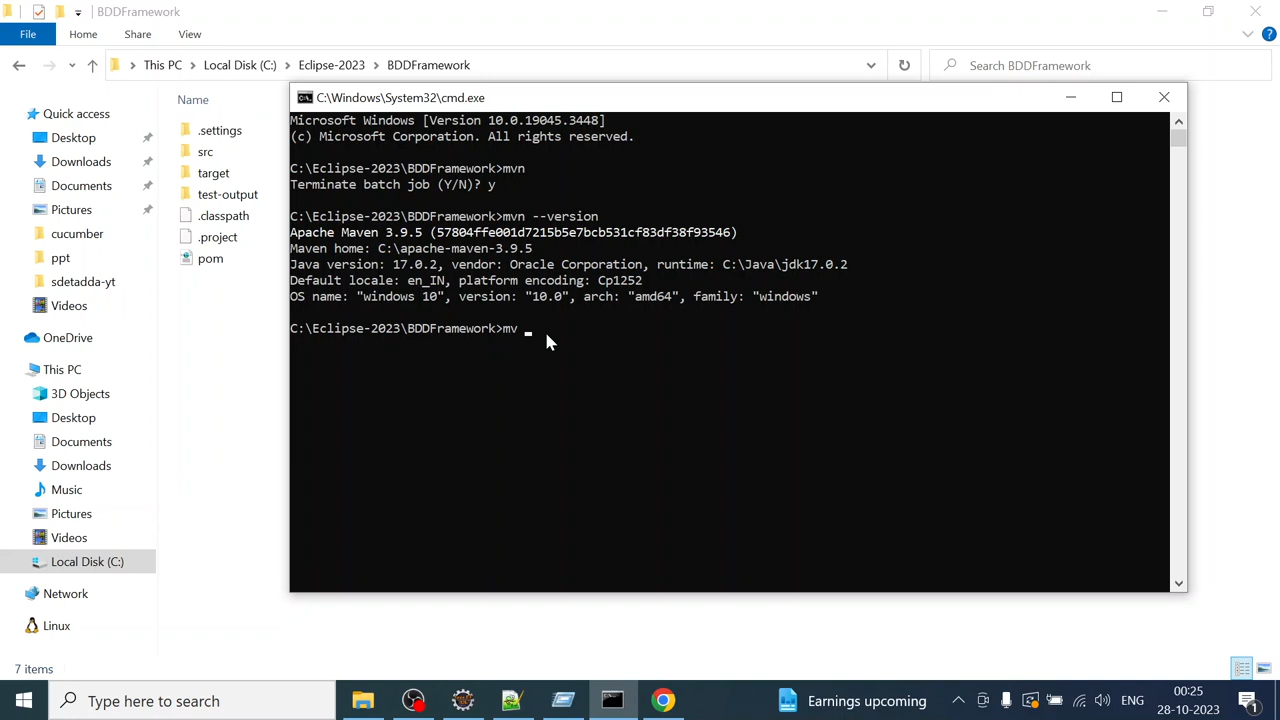 BDDFramework
File
Home
Share
View
This PC
Local Disk (C:)
Eclipse-2023
BDDFramework
Search BDDFramework
Quick access
Desktop
Downloads
Documents
Pictures
cucumber
ppt
sdetadda-yt
Videos
OneDrive
This PC
3D Objects
Desktop
Documents
Downloads
Music
Pictures
Videos
Local Disk (C:)
Network
Linux
Name
.settings
src
target
test-output
.classpath
.project
pom
C:\Windows\System32\cmd.exe
Microsoft Windows [Version 10.0.19045.3448]
(c) Microsoft Corporation. All rights reserved.
C:\Eclipse-2023\BDDFramework>mvn
Terminate batch job (Y/N)? y
C:\Eclipse-2023\BDDFramework>mvn --version
Apache Maven 3.9.5 (57804ffe001d7215b5e7bcb531cf83df38f93546)
Maven home: C:\apache-maven-3.9.5
Java version: 17.0.2, vendor: Oracle Corporation, runtime: C:\Java\jdk17.0.2
Default locale: en_IN, platform encoding: Cp1252
OS name: "windows 10", version: "10.0", arch: "amd64", family: "windows"
C:\Eclipse-2023\BDDFramework>mv
7 items
Type here to search
Earnings upcoming
ENG
00:25
28-10-2023
1